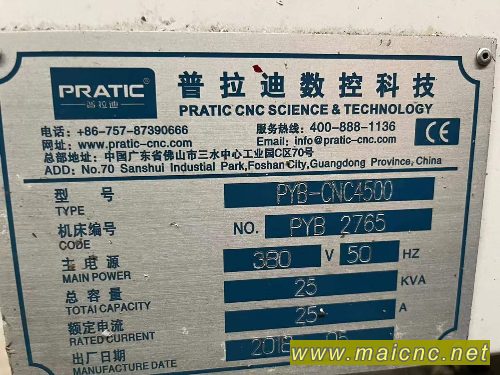 PRATIC®
普拉迪
普拉迪数控科技
PRATIC CNC SCIENCE & TECHNOLOGY
电话: +86-757-87390666 服务热线: 400-888-1136
网址: www.pratic-cnc.com Email: info@pratic-cnc.com
总部地址: 中国广东省佛山市三水中心工业园C区70号
ADD: No.70 Sanshui Industial Park,Foshan City,Guangdong Province,China
CE
型号 PYB-CNC4500
TYPE
机床编号 NO. PYB 2765
CODE
主电源 380 V 50 HZ
MAIN POWER
总容量 25 KVA
TOTAI CAPACITY
额定电流 25 A
RATED CURRENT
出厂日期 2018
MANUFACTURE DATE
www.maicnc.net